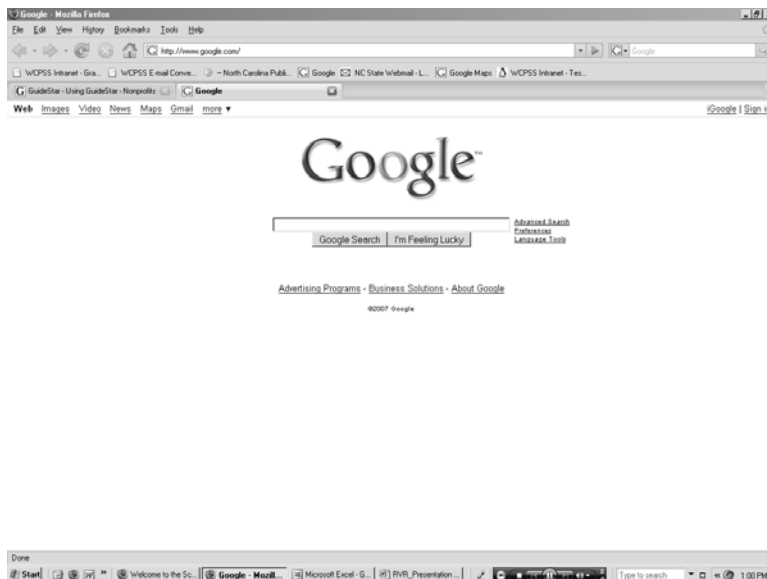 Google - Mozilla Firefox
File Edit View History Bookmarks Tools Help
http://www.google.com/ Google
WCPSS Intranet - Gra... WCPSS E-mail Conve... - North Carolina Publi... Google NC State Webmail - L... Google Maps WCPSS Intranet - Tes...
GuideStar - Using GuideStar - Nonprofits Google
Web Images Video News Maps Gmail more ▼ iGoogle | Sign i
Google™
Advanced Search
Preferences
Language Tools
Google Search I'm Feeling Lucky
Advertising Programs - Business Solutions - About Google
©2007 Google
Done
Start Welcome to the Sc... Google - Mozill... Microsoft Excel - G... RVR_Presentation ... Type to search 1:00 PM